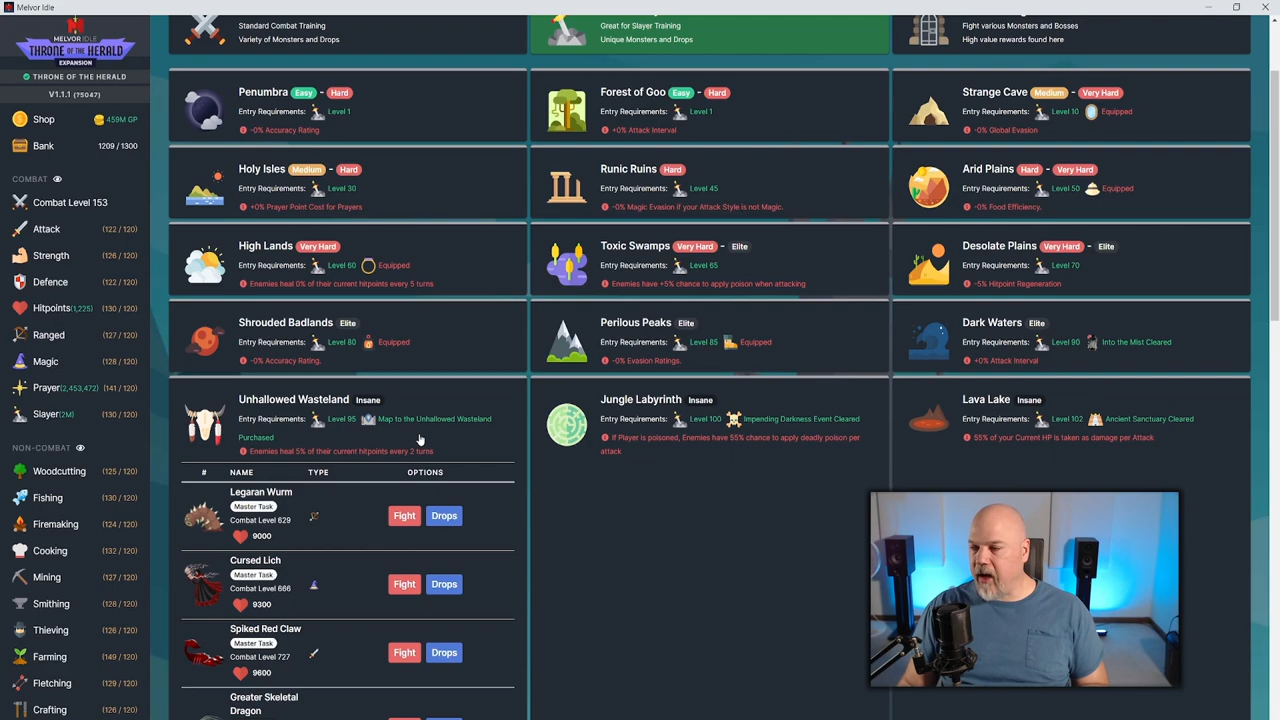 Melvor Idle
MELVOR IDLE
THRONE OF THE HERALD
EXPANSION
THRONE OF THE HERALD
V1.1.1 (?5047)
Shop
459M GP
Bank
1209 / 1300
COMBAT
Combat Level 153
Attack
(122 / 120)
Strength
(126 / 120)
Defence
(122 / 120)
Hitpoints(1,225)
(130 / 120)
Ranged
(127 / 120)
Magic
(128 / 120)
Prayer(2,453,472)
(141 / 120)
Slayer(2M)
(130 / 120)
NON-COMBAT
Woodcutting
(125 / 120)
Fishing
(131 / 120)
Firemaking
(124 / 120)
Cooking
(132 / 120)
Mining
(127 / 120)
Smithing
(128 / 120)
Thieving
(126 / 120)
Farming
(149 / 120)
Fletching
(126 / 120)
Crafting
(126 / 120)
Standard Combat Training
Variety of Monsters and Drops
Great for Slayer Training
Unique Monsters and Drops
Fight various Monsters and Bosses
High value rewards found here
Penumbra Easy - Hard
Entry Requirements: Level 1
-0% Accuracy Rating
Forest of Goo Easy - Hard
Entry Requirements: Level 1
+0% Attack Interval
Strange Cave Medium - Very Hard
Entry Requirements: Level 10 Equipped
-0% Global Evasion
Holy Isles Medium - Hard
Entry Requirements: Level 30
+0% Prayer Point Cost for Prayers
Runic Ruins Hard
Entry Requirements: Level 45
-0% Magic Evasion if your Attack Style is not Magic.
Arid Plains Hard - Very Hard
Entry Requirements: Level 50 Equipped
-0% Food Efficiency.
High Lands Very Hard
Entry Requirements: Level 60 Equipped
Enemies heal 0% of their current hitpoints every 5 turns
Toxic Swamps Very Hard - Elite
Entry Requirements: Level 65
Enemies have +5% chance to apply poison when attacking
Desolate Plains Very Hard - Elite
Entry Requirements: Level 70
-5% Hitpoint Regeneration
Shrouded Badlands Elite
Entry Requirements: Level 80 Equipped
-0% Accuracy Rating.
Perilous Peaks Elite
Entry Requirements: Level 85 Equipped
-0% Evasion Ratings.
Dark Waters Elite
Entry Requirements: Level 90 Into the Mist Cleared
+0% Attack Interval
Unhallowed Wasteland Insane
Entry Requirements: Level 95 Map to the Unhallowed Wasteland
Purchased
Enemies heal 5% of their current hitpoints every 2 turns
Jungle Labyrinth Insane
Entry Requirements: Level 100 Impending Darkness Event Cleared
If Player is poisoned, Enemies have 55% chance to apply deadly poison per
attack
Lava Lake Insane
Entry Requirements: Level 102 Ancient Sanctuary Cleared
55% of your Current HP is taken as damage per Attack
# NAME TYPE OPTIONS
Legaran Wurm
Master Task
Combat Level 629
9000
Fight Drops
Cursed Lich
Master Task
Combat Level 666
9300
Fight Drops
Spiked Red Claw
Master Task
Combat Level 727
9600
Fight Drops
Greater Skeletal
Dragon